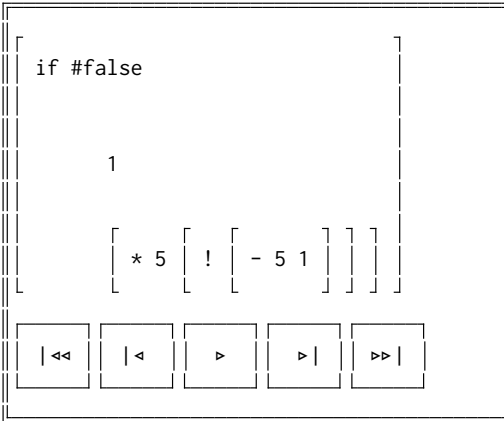 if #false
1
* 5 ! - 5 1
|◃◃ |◃ ▹ ▹| ▹▹|